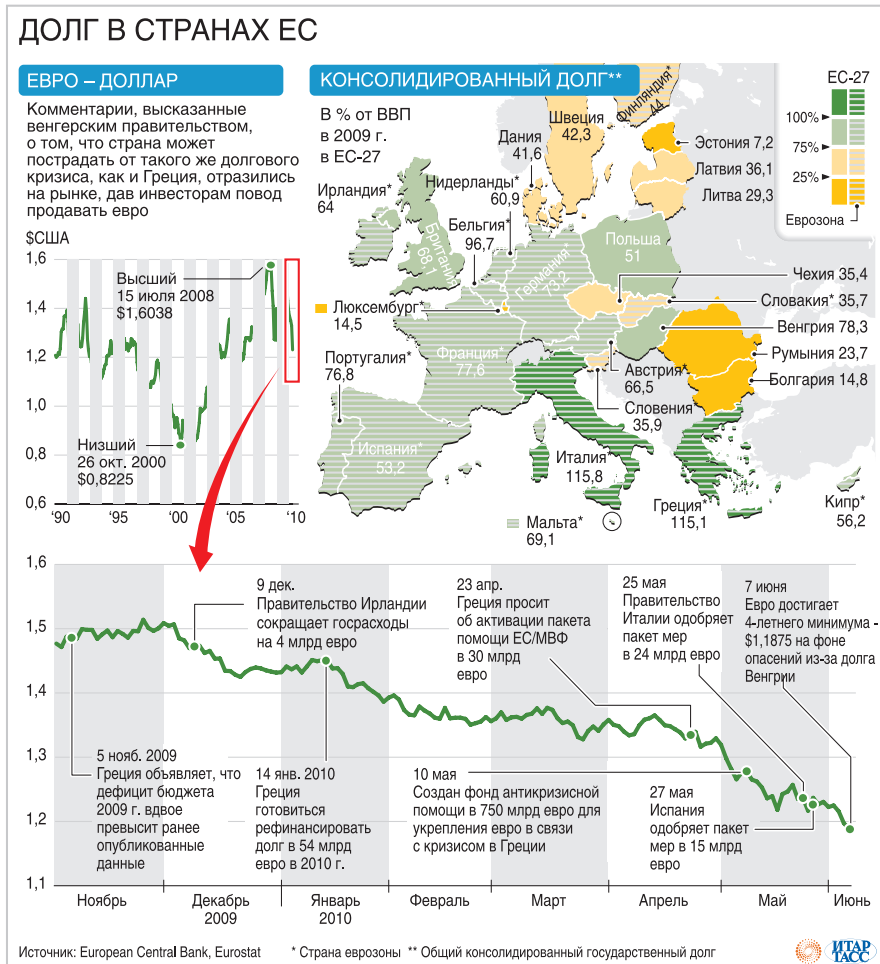 ДОЛГ В СТРАНАХ ЕС
ЕВРО – ДОЛЛАР
Комментарии, высказанные
венгерским правительством,
о том, что страна может
пострадать от такого же долгового
кризиса, как и Греция, отразились
на рынке, дав инвесторам повод
продавать евро
$США
1,6
1,4
1,2
1,0
0,8
0,6
Высший
15 июля 2008
$1,6038
Низший
26 окт. 2000
$0,8225
‘90
‘95
‘00
‘05
‘10
КОНСОЛИДИРОВАННЫЙ ДОЛГ**
В % от ВВП
в 2009 г.
в ЕС-27
ЕС-27
100%
75%
25%
Еврозона
Финляндия*
44
Швеция
42,3
Дания
41,6
Эстония 7,2
Латвия 36,1
Литва 29,3
Ирландия*
64
Нидерланды*
60,9
Бельгия*
96,7
Британия
68,1
Германия*
73,2
Польша
51
Чехия 35,4
Словакия* 35,7
Венгрия 78,3
Румыния 23,7
Болгария 14,8
Люксембург*
14,5
Португалия*
76,8
Франция*
77,6
Австрия*
66,5
Словения
35,9
Испания*
53,2
Италия*
115,8
Греция*
115,1
Кипр*
56,2
Мальта*
69,1
1,6
1,5
1,4
1,3
1,2
1,1
5 нояб. 2009
Греция объявляет, что
дефицит бюджета
2009 г. вдвое
превысит ранее
опубликованные
данные
9 дек.
Правительство Ирландии
сокращает госрасходы
на 4 млрд евро
14 янв. 2010
Греция
готовиться
рефинансировать
долг в 54 млрд
евро в 2010 г.
23 апр.
Греция просит
об активации пакета
помощи ЕС/МВФ
в 30 млрд
евро
10 мая
Создан фонд антикризисной
помощи в 750 млрд евро для
укрепления евро в связи
с кризисом в Греции
25 мая
Правительство
Италии одобряет
пакет мер
в 24 млрд евро
27 мая
Испания
одобряет пакет
мер в 15 млрд
евро
7 июня
Евро достигает
4-летнего минимума -
$1,1875 на фоне
опасений из-за долга
Венгрии
Ноябрь
Декабрь
2009
Январь
2010
Февраль
Март
Апрель
Май
Июнь
Источник: European Central Bank, Eurostat
* Страна еврозоны ** Общий консолидированный государственный долг
ИТАР
ТАСС